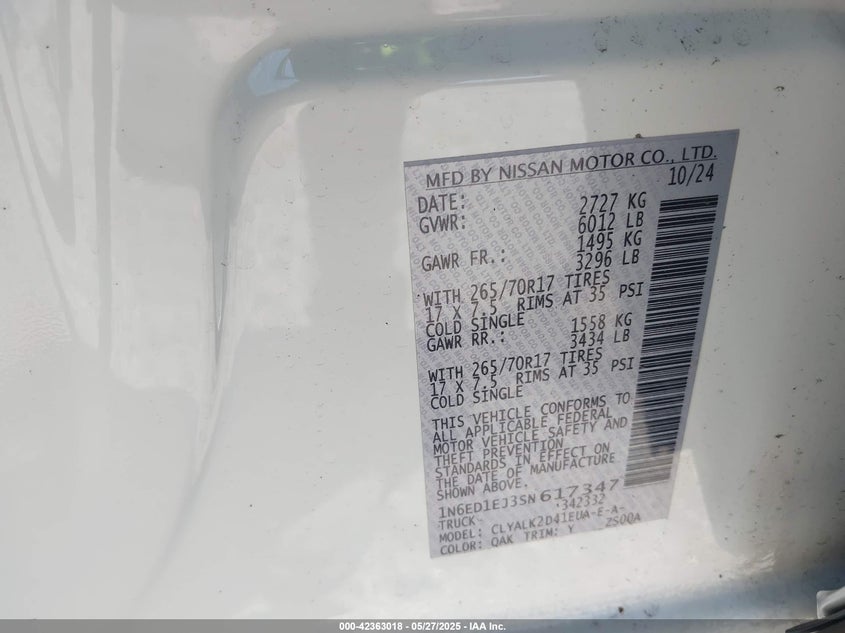 MFD BY NISSAN MOTOR CO., LTD.
DATE: 10/24
GVWR: 2727 KG
6012 LB
GAWR FR.: 1495 KG
3296 LB
WITH 265/70R17 TIRES
17 X 7.5 RIMS AT 35 PSI
COLD SINGLE
GAWR RR.: 1558 KG
3434 LB
WITH 265/70R17 TIRES
17 X 7.5 RIMS AT 35 PSI
COLD SINGLE
THIS VEHICLE CONFORMS TO
ALL APPLICABLE FEDERAL
MOTOR VEHICLE SAFETY AND
THEFT PREVENTION
STANDARDS IN EFFECT ON
THE DATE OF MANUFACTURE
SHOWN ABOVE.
1N6ED1EJ3SN617347
TRUCK '342332
MODEL: CLYALK2D41EUA-E-A-
COLOR: QAK TRIM: Y ZS00A
000-42363018 - 05/27/2025 - IAA Inc.